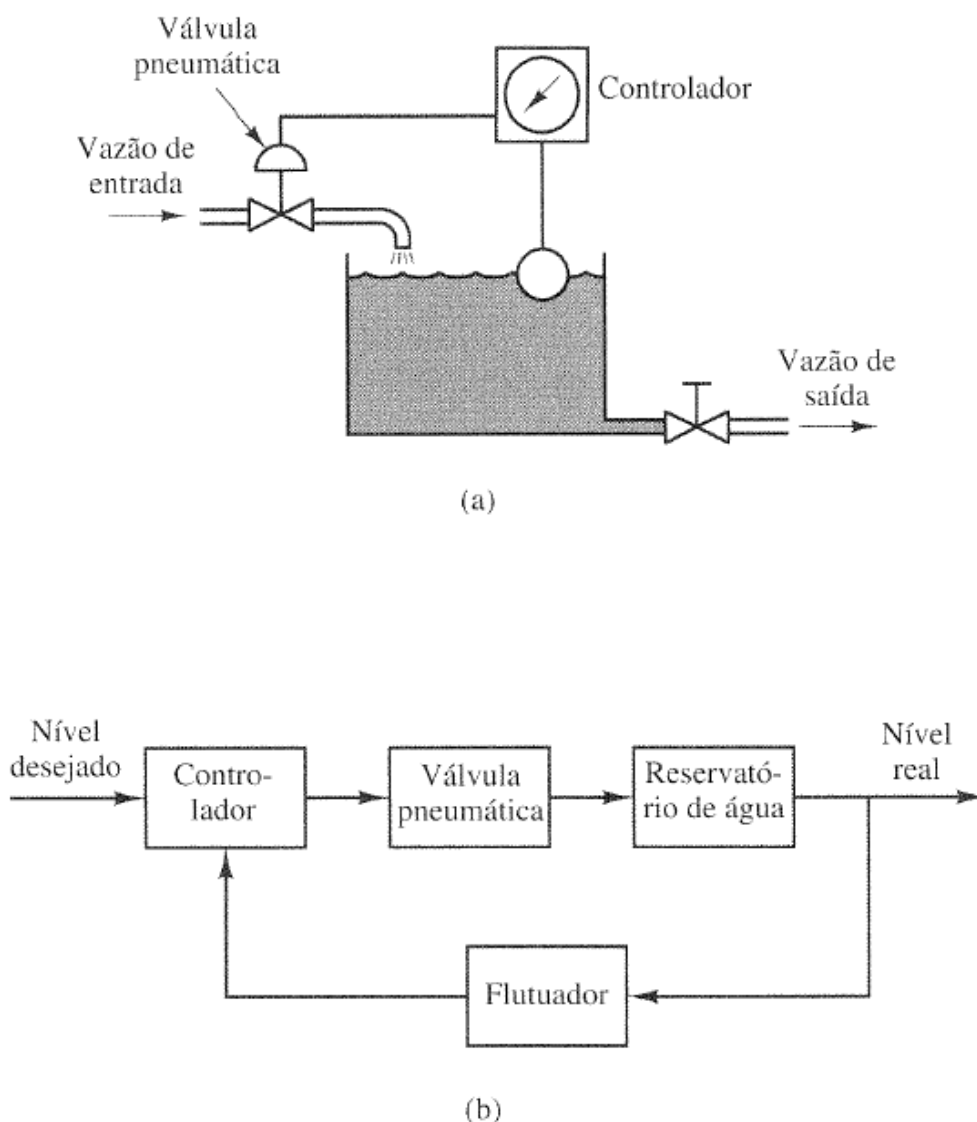 Válvula
pneumática
Controlador
Vazão de
entrada
Vazão de
saída
(a)
Nível
desejado
Contro-
lador
Válvula
pneumática
Reservató-
rio de água
Nível
real
Flutuador
(b)